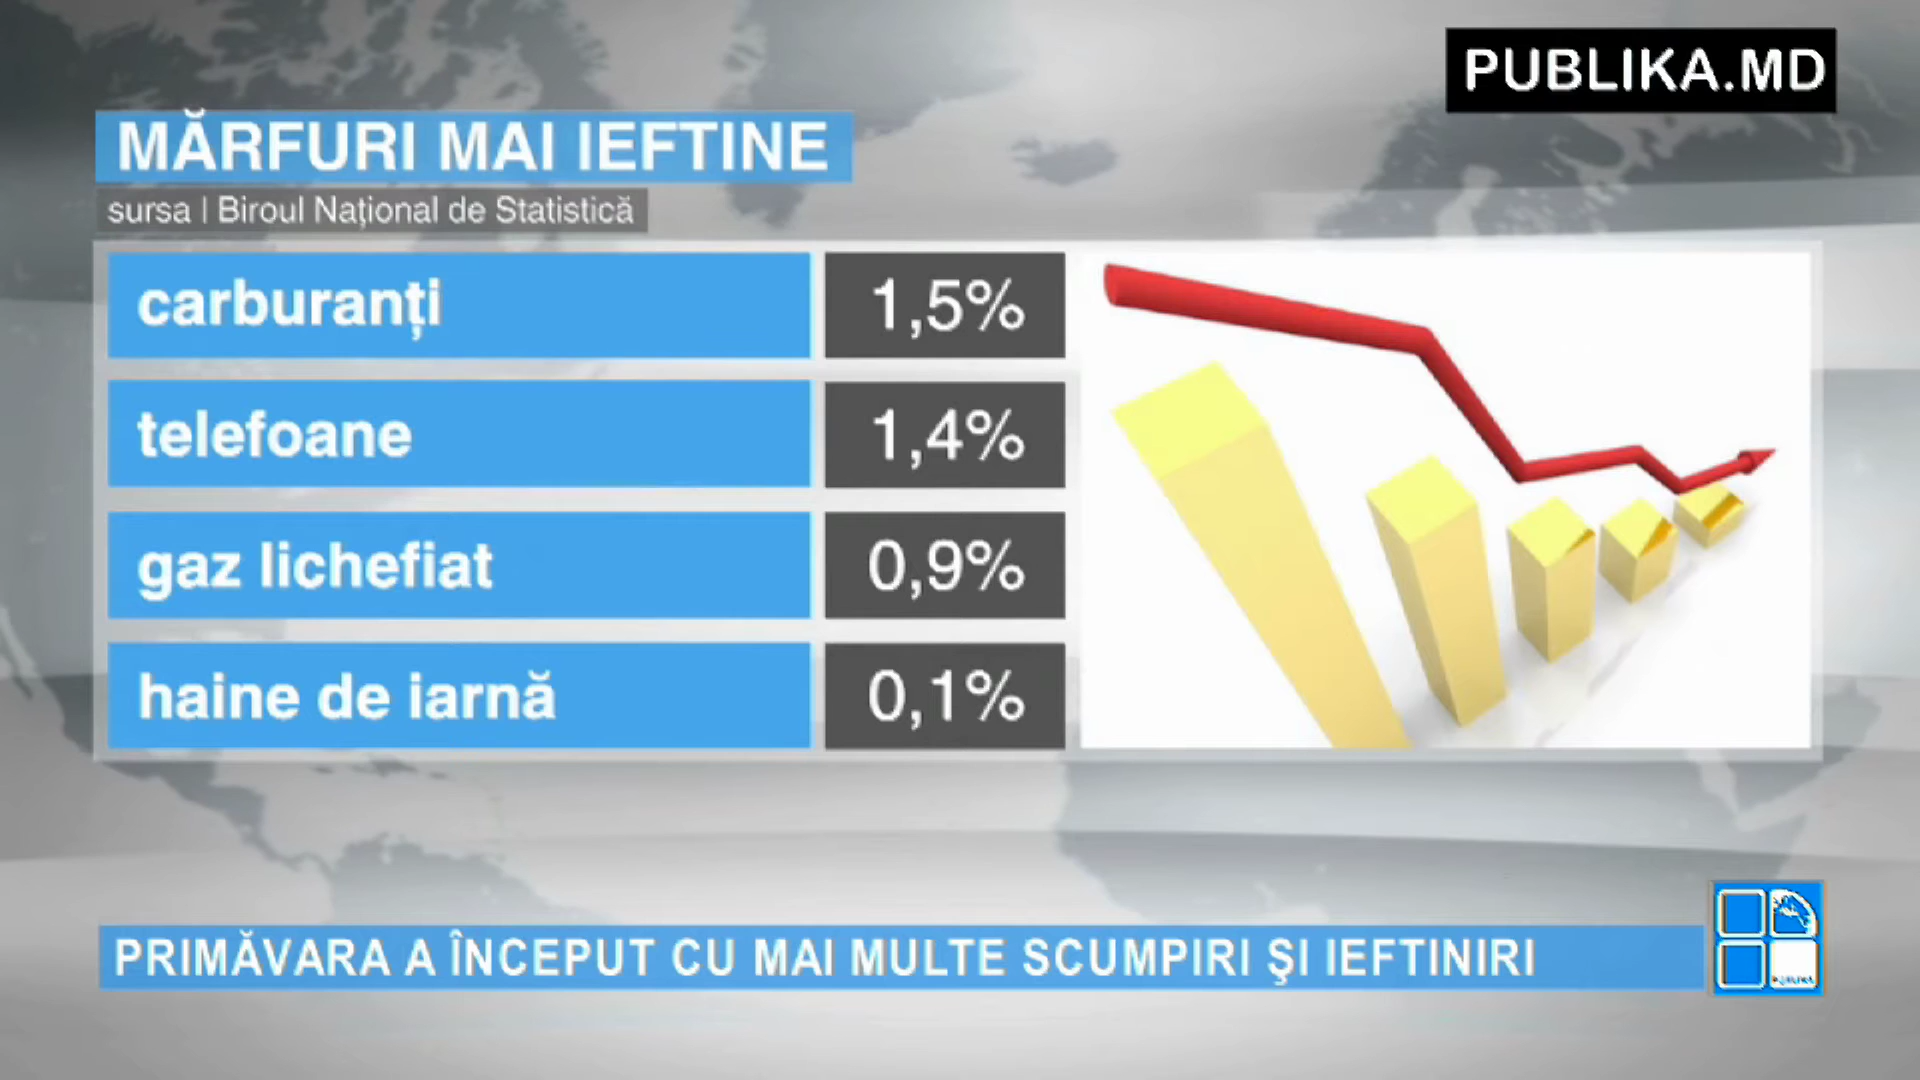 PUBLIKA.MD
MĂRFURI MAI IEFTINE
sursa | Biroul Național de Statistică
carburanți 1,5%
telefoane 1,4%
gaz lichefiat 0,9%
haine de iarnă 0,1%
PRIMĂVARA A ÎNCEPUT CU MAI MULTE SCUMPIRI ŞI IEFTINIRI